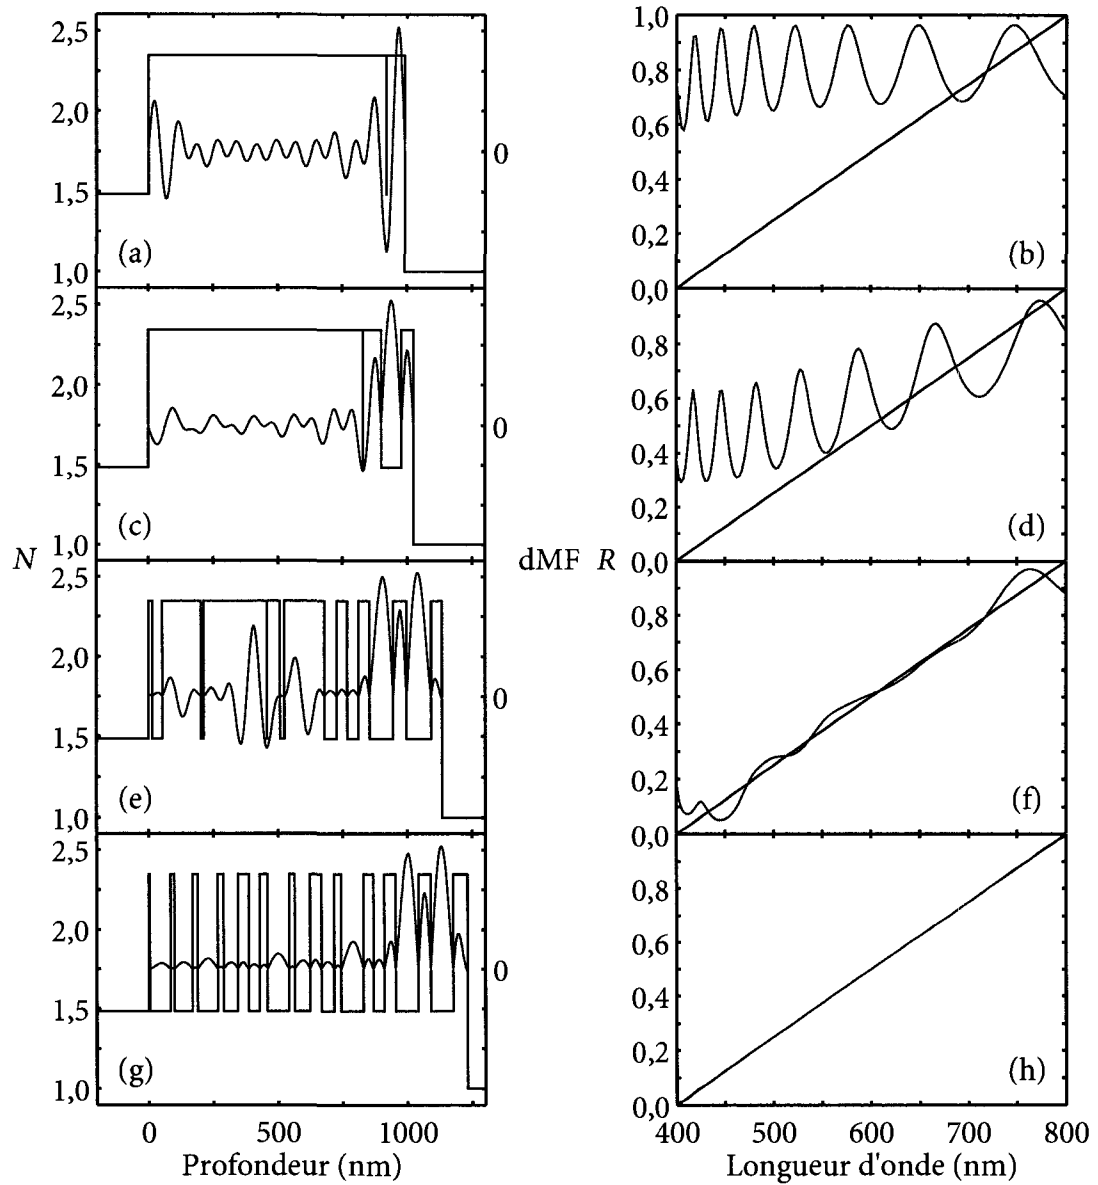 2,5
2,0
1,5
1,0
(a)
0
1,0
0,8
0,6
0,4
0,2
0,0
(b)
2,5
2,0
1,5
1,0
(c)
0
0,8
0,6
0,4
0,2
0,0
(d)
N
dMF
R
2,5
2,0
1,5
1,0
(e)
0
0,8
0,6
0,4
0,2
0,0
(f)
2,5
2,0
1,5
1,0
(g)
0
0,8
0,6
0,4
0,2
0,0
(h)
0 500 1000
Profondeur (nm)
400 500 600 700 800
Longueur d'onde (nm)